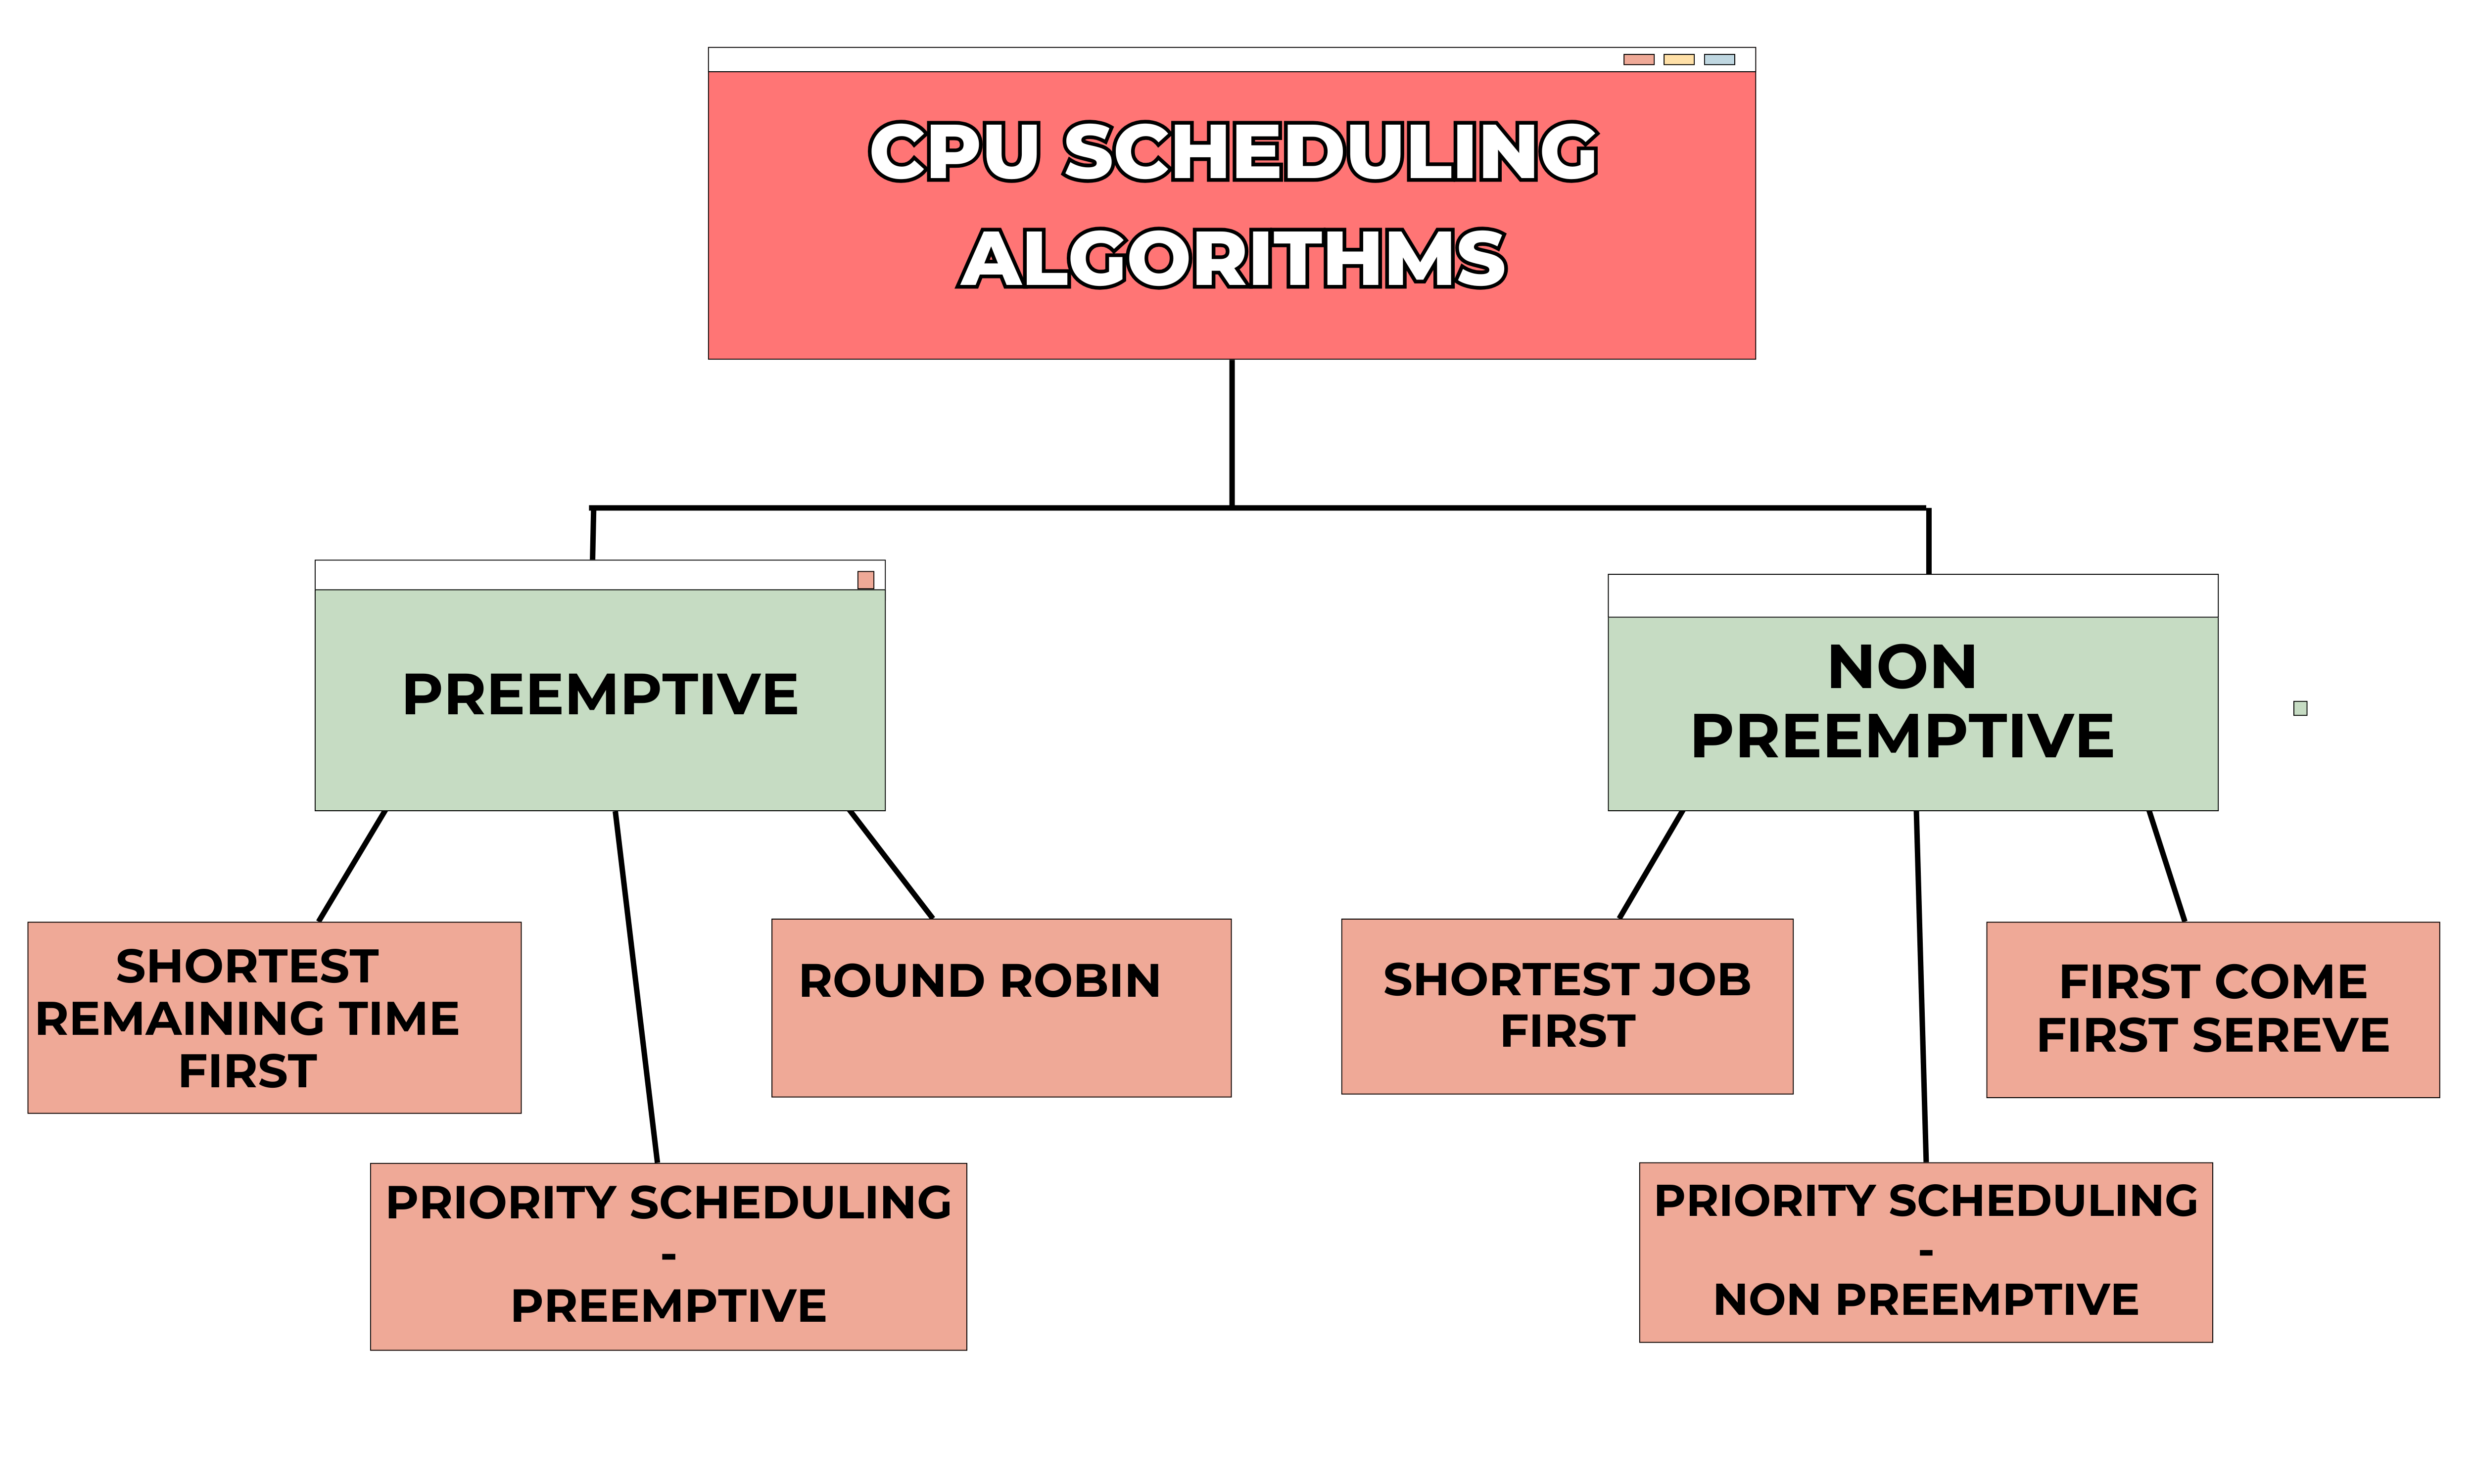 CPU SCHEDULING
ALGORITHMS
PREEMPTIVE
NON
PREEMPTIVE
SHORTEST
REMAINING TIME
FIRST
ROUND ROBIN
SHORTEST JOB
FIRST
FIRST COME
FIRST SEREVE
PRIORITY SCHEDULING
-
PREEMPTIVE
PRIORITY SCHEDULING
-
NON PREEMPTIVE